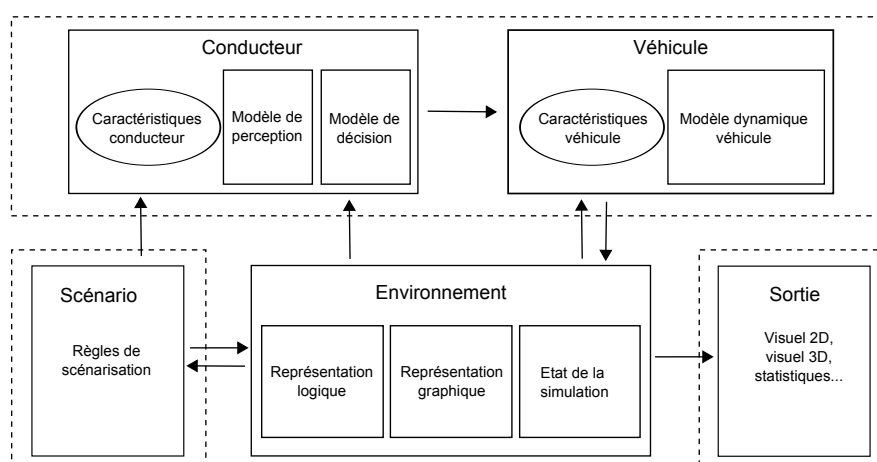 Conducteur
Caractéristiques
conducteur
Modèle de
perception
Modèle de
décision
Véhicule
Caractéristiques
véhicule
Modèle dynamique
véhicule
Scénario
Règles de
scénarisation
Environnement
Représentation
logique
Représentation
graphique
Etat de la
simulation
Sortie
Visuel 2D,
visuel 3D,
statistiques...